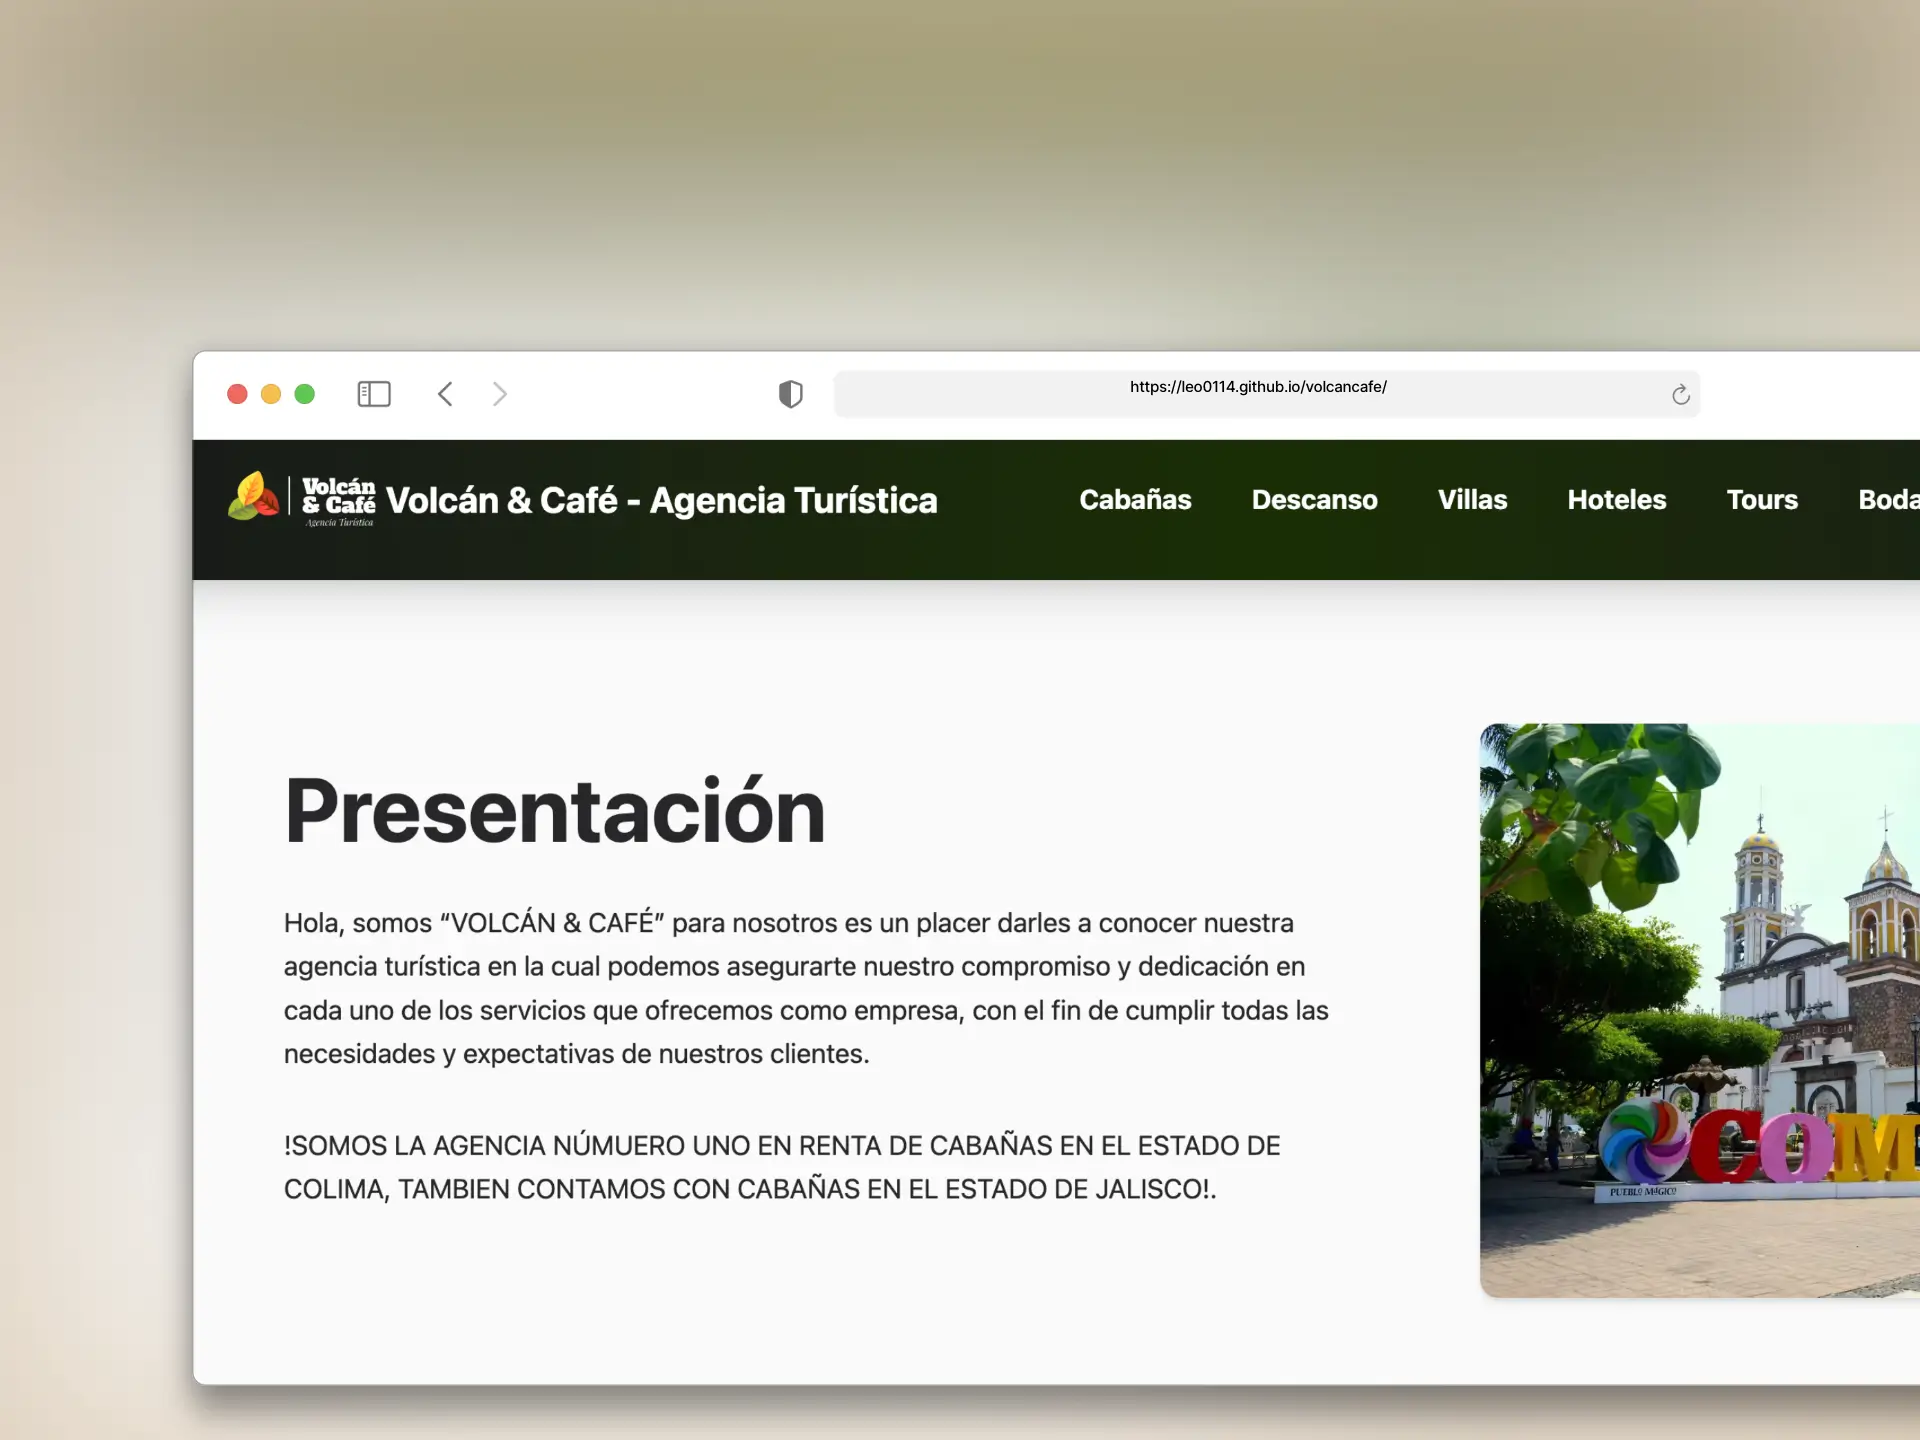 https://leo0114.github.io/volcancafe/
Volcán
& Café
Agencia Turística
Volcán & Café - Agencia Turística
Cabañas Descanso Villas Hoteles Tours Boda
Presentación
Hola, somos “VOLCÁN & CAFÉ” para nosotros es un placer darles a conocer nuestra
agencia turística en la cual podemos asegurarte nuestro compromiso y dedicación en
cada uno de los servicios que ofrecemos como empresa, con el fin de cumplir todas las
necesidades y expectativas de nuestros clientes.
!SOMOS LA AGENCIA NÚMUERO UNO EN RENTA DE CABAÑAS EN EL ESTADO DE
COLIMA, TAMBIEN CONTAMOS CON CABAÑAS EN EL ESTADO DE JALISCO!.
COM
PUEBLO MÁGICO